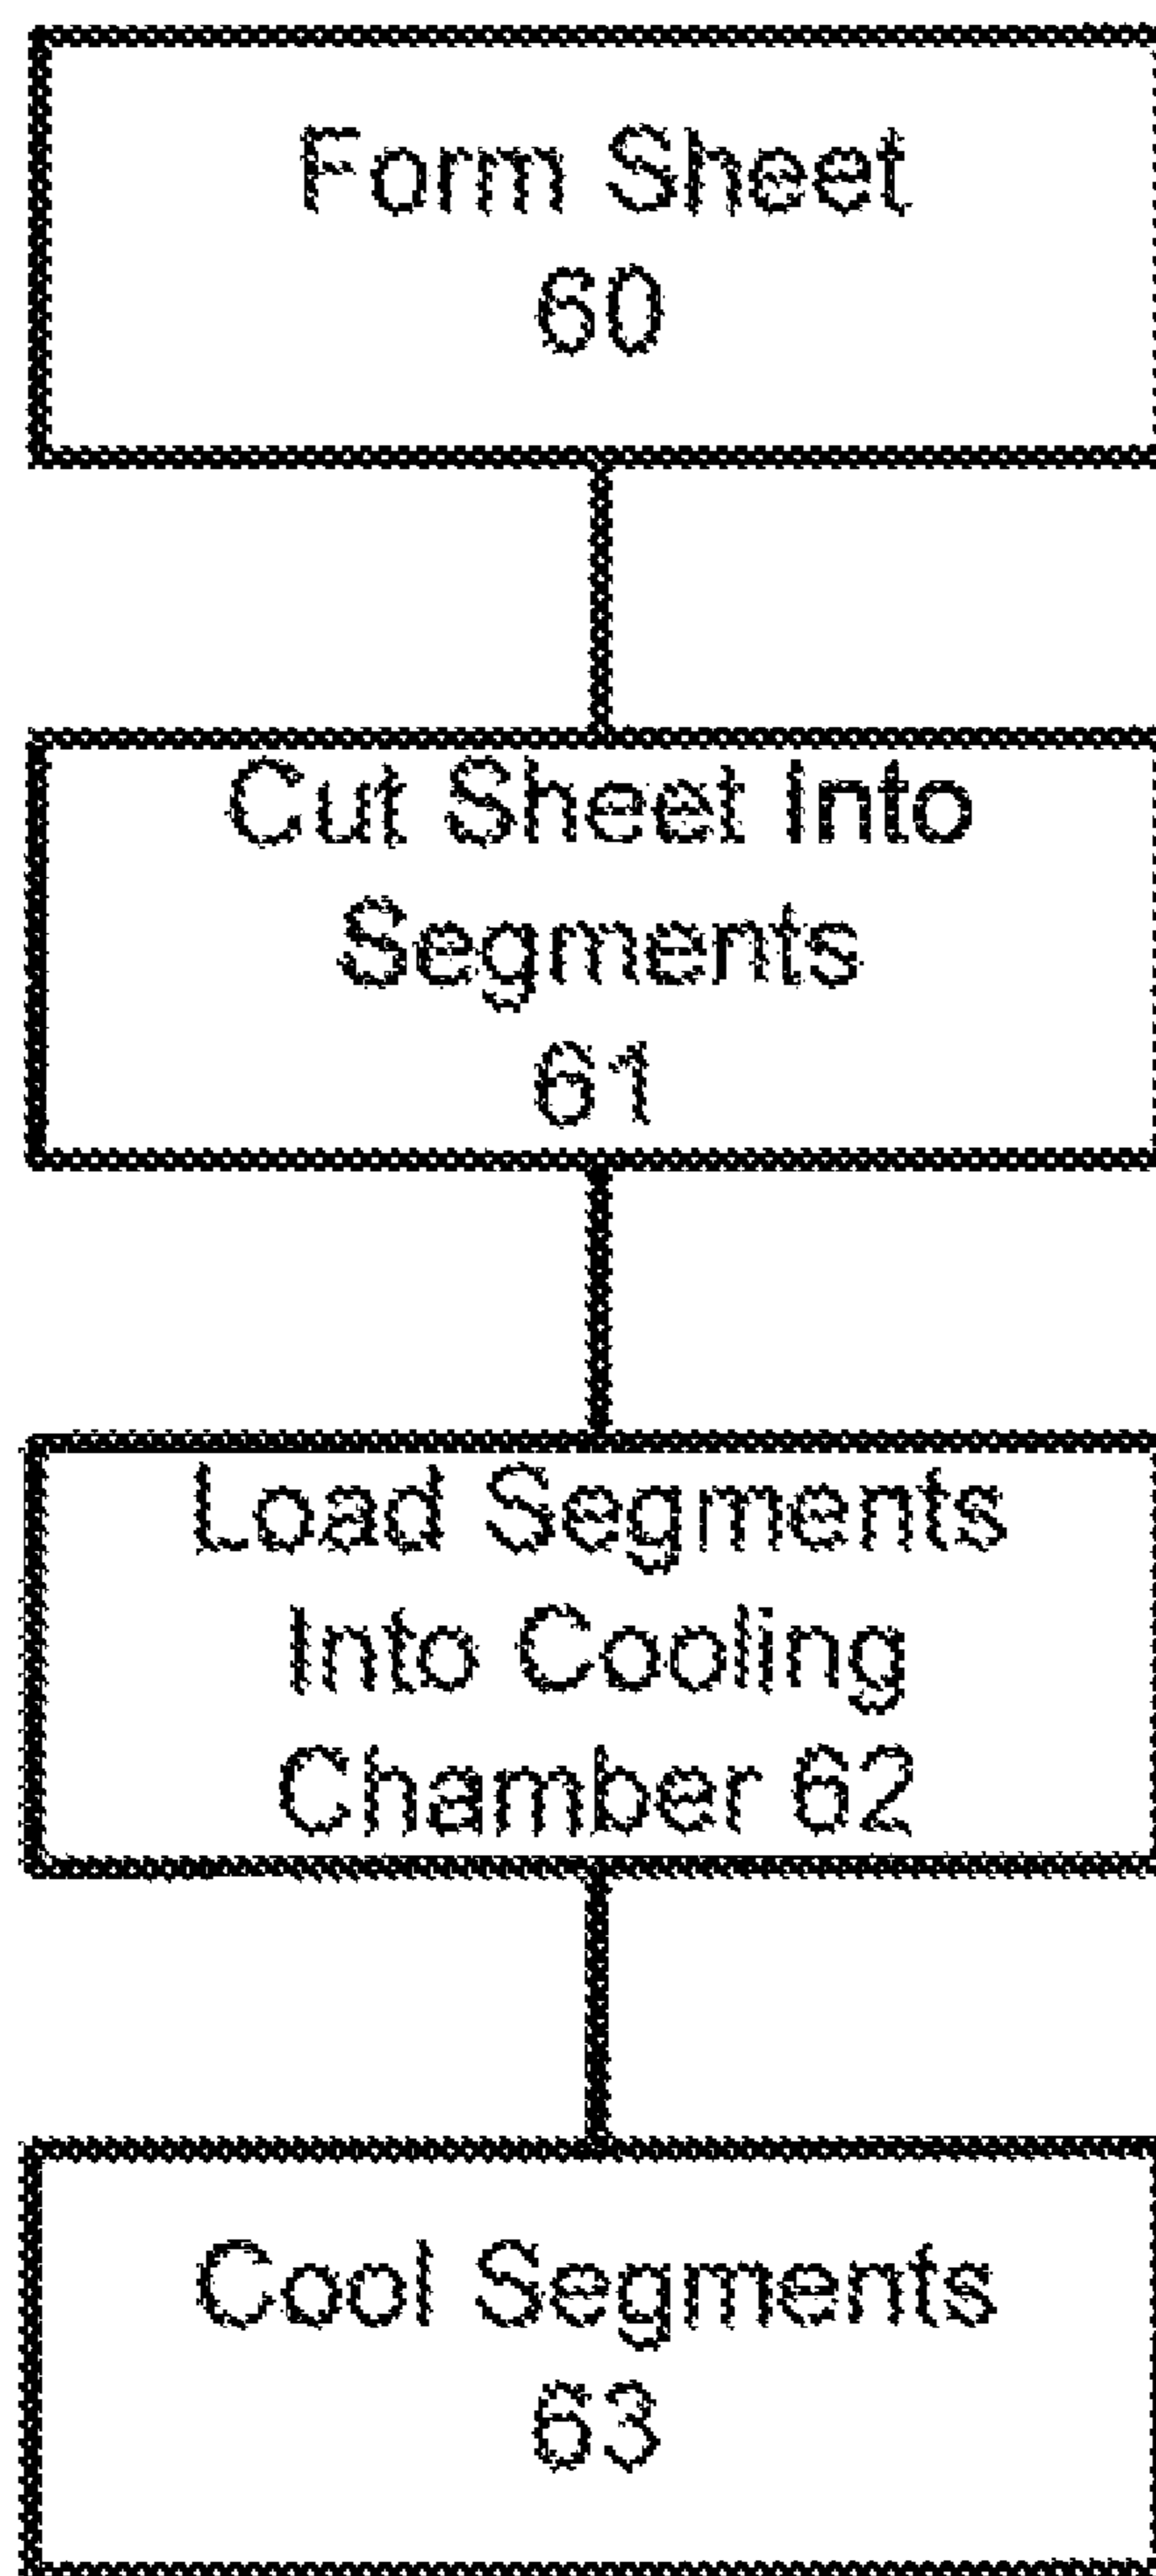 Form Sheet
60
Cut Sheet Into
Segments
61
Load Segments
Into Cooling
Chamber 62
Cool Segments
63